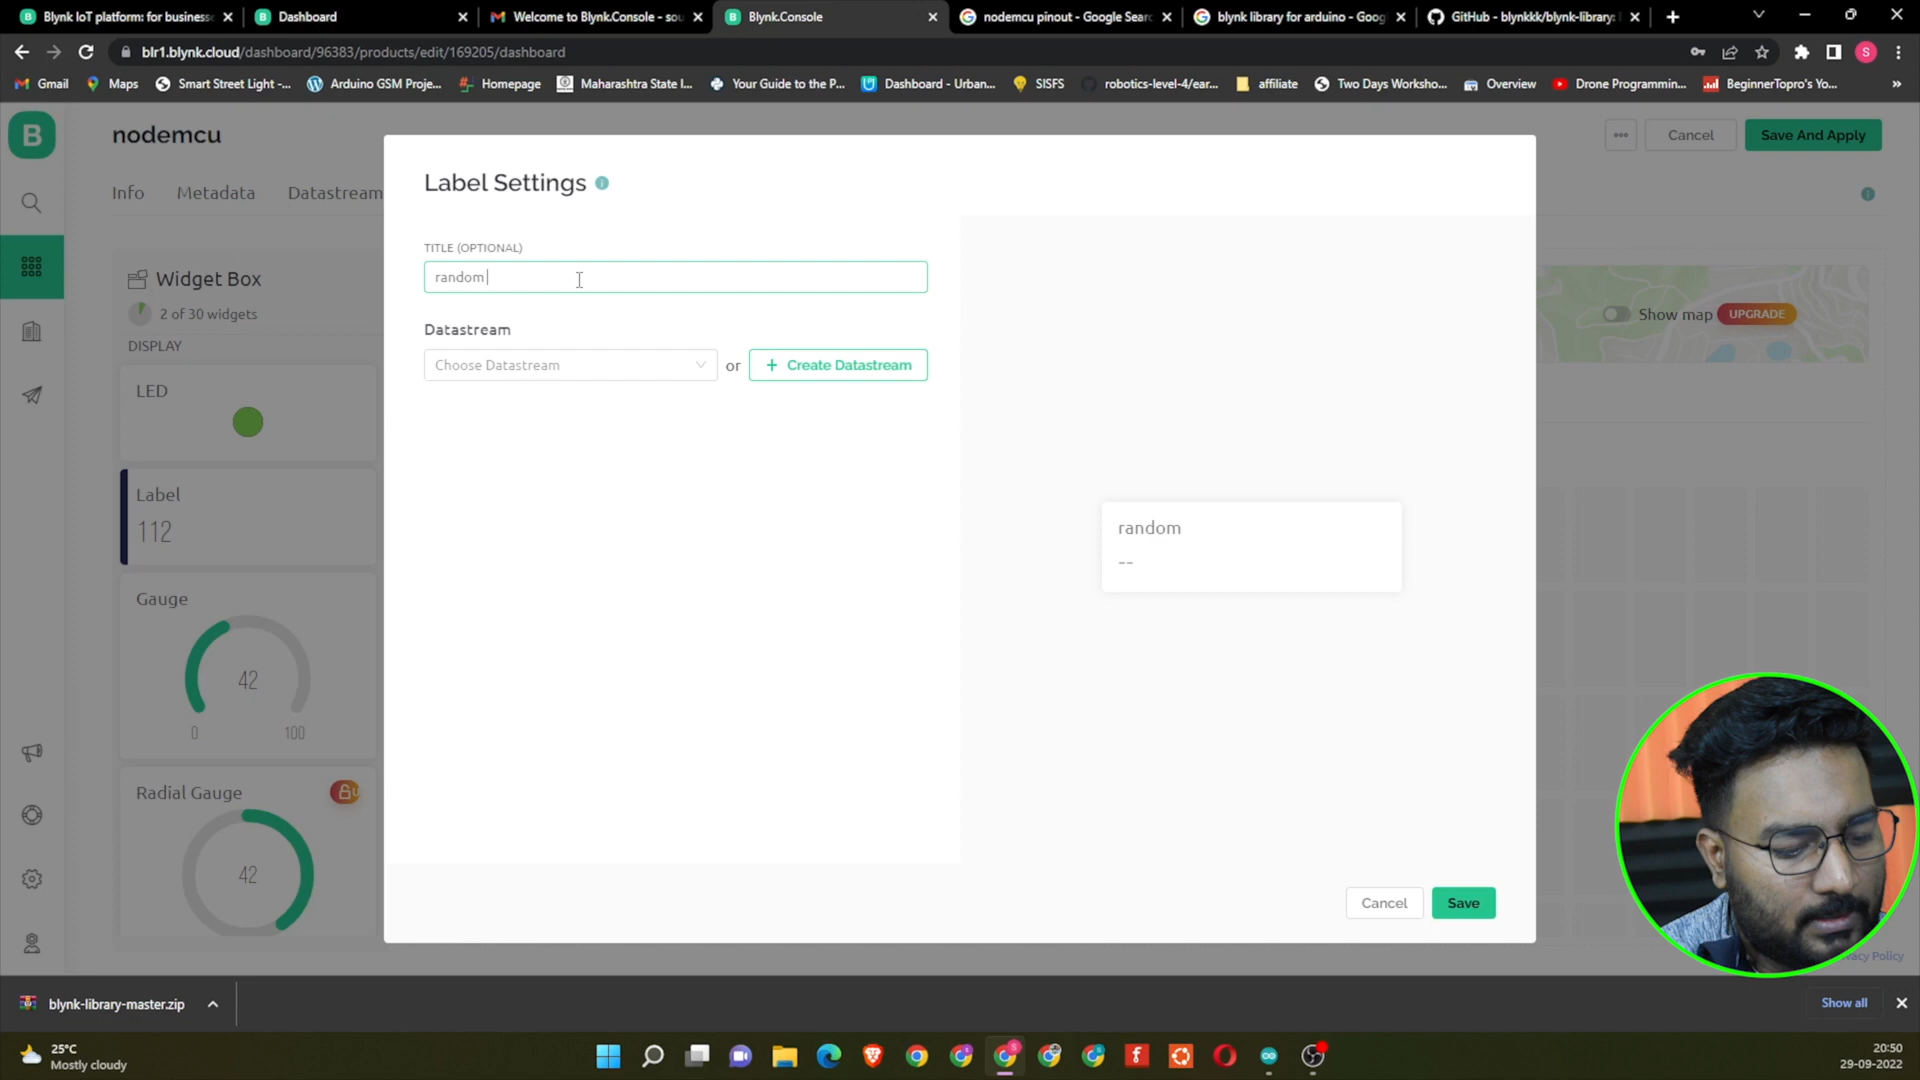 Blynk IoT platform: for businesse
Dashboard
Welcome to Blynk.Console - sou
Blynk.Console
nodemcu pinout - Google Searc
blynk library for arduino - Goog
GitHub - blynkkk/blynk-library:
blr1.blynk.cloud/dashboard/96383/products/edit/169205/dashboard
S
Gmail
Maps
Smart Street Light -...
Arduino GSM Proje...
Homepage
Maharashtra State I...
Your Guide to the P...
Dashboard - Urban...
SISFS
robotics-level-4/ear...
affiliate
Two Days Worksho...
Overview
Drone Programmin...
BeginnerTopro's Yo...
»
B
nodemcu
Cancel
Save And Apply
Info
Metadata
Datastream
Label Settings
TITLE (OPTIONAL)
random
Datastream
Choose Datastream
or
+ Create Datastream
random
--
Cancel
Save
Widget Box
2 of 30 widgets
DISPLAY
LED
Label
112
Gauge
42
0
100
Radial Gauge
42
Show map
UPGRADE
vacy Policy
blynk-library-master.zip
Show all
25°C
Mostly cloudy
20:50
29-09-2022